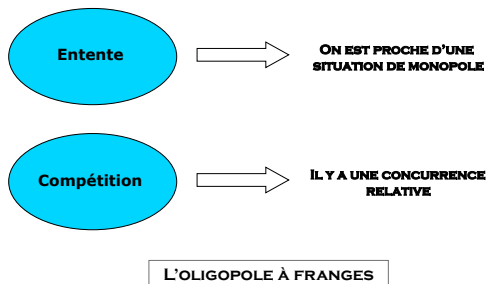 Entente
On est proche d'une
situation de monopole
Compétition
Il y a une concurrence
relative
L'oligopole à franges